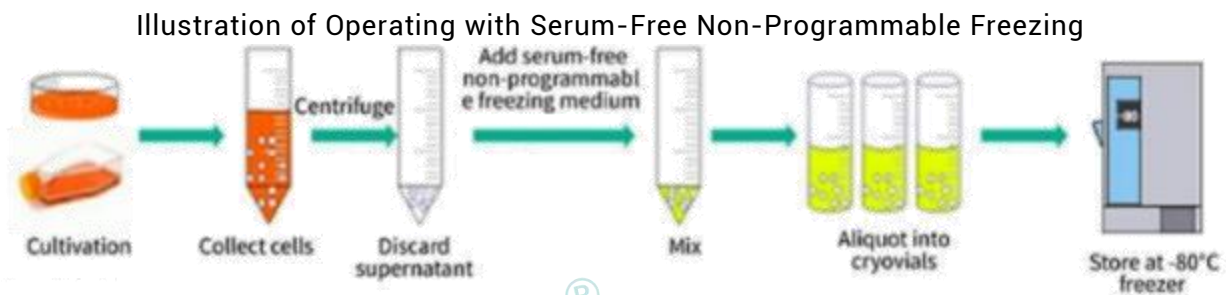 Illustration of Operating with Serum-Free Non-Programmable Freezing
Add serum-free
non-programmabl
e freezing medium
Centrifuge
Cultivation
Collect cells
Discard
supernatant
Mix
Aliquot into
cryovials
Store at -80°C
freezer
®